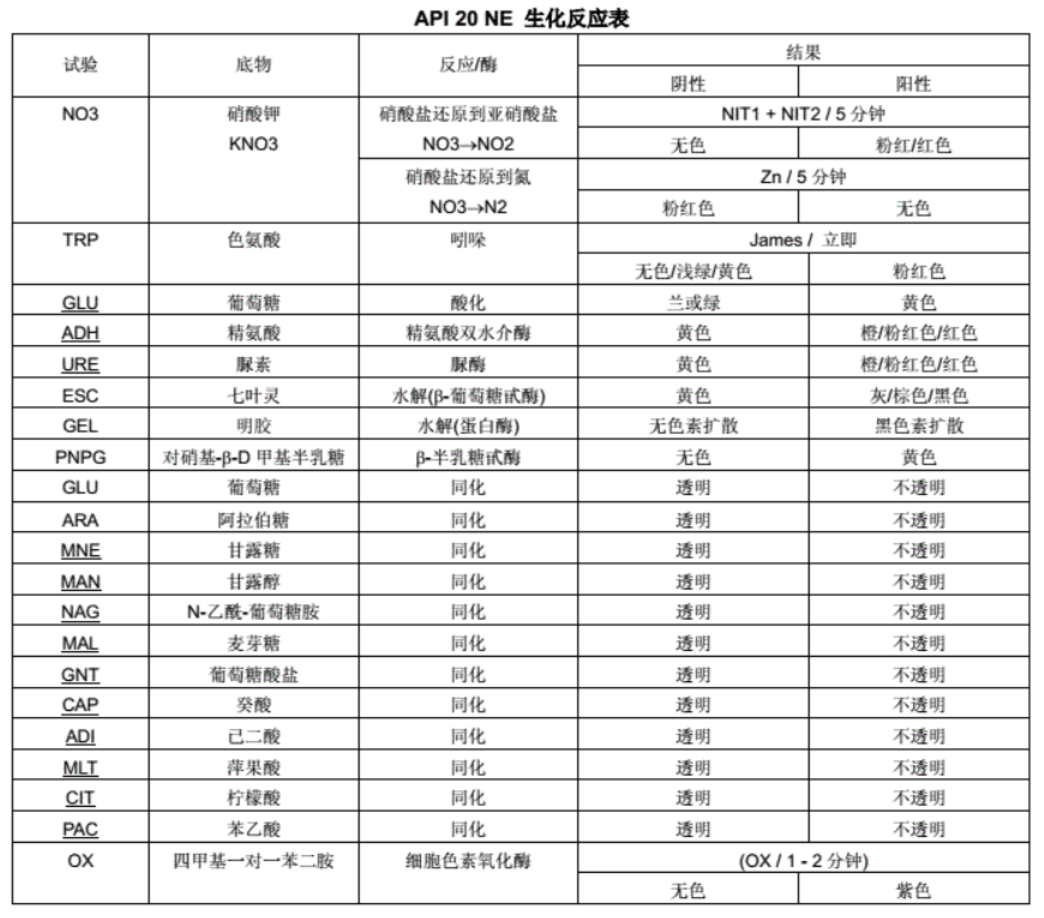 API 20 NE 生化反应表
试验 底物 反应/酶 结果
阴性 阳性
NO3 硝酸钾 硝酸盐还原到亚硝酸盐 NIT1 + NIT2 / 5 分钟
KNO3 NO3→NO2 无色 粉红/红色
硝酸盐还原到氮 Zn / 5 分钟
NO3→N2 粉红色 无色
TRP 色氨酸 吲哚 James / 立即
无色/浅绿/黄色 粉红色
GLU 葡萄糖 酸化 兰或绿 黄色
ADH 精氨酸 精氨酸双水介酶 黄色 橙/粉红色/红色
URE 脲素 脲酶 黄色 橙/粉红色/红色
ESC 七叶灵 水解(β-葡萄糖甙酶) 黄色 灰/棕色/黑色
GEL 明胶 水解(蛋白酶) 无色素扩散 黑色素扩散
PNPG 对硝基-β-D 甲基半乳糖 β-半乳糖甙酶 无色 黄色
GLU 葡萄糖 同化 透明 不透明
ARA 阿拉伯糖 同化 透明 不透明
MNE 甘露糖 同化 透明 不透明
MAN 甘露醇 同化 透明 不透明
NAG N-乙酰-葡萄糖胺 同化 透明 不透明
MAL 麦芽糖 同化 透明 不透明
GNT 葡萄糖酸盐 同化 透明 不透明
CAP 癸酸 同化 透明 不透明
ADI 己二酸 同化 透明 不透明
MLT 萍果酸 同化 透明 不透明
CIT 柠檬酸 同化 透明 不透明
PAC 苯乙酸 同化 透明 不透明
OX 四甲基一对一苯二胺 细胞色素氧化酶 (OX / 1 - 2 分钟)
无色 紫色